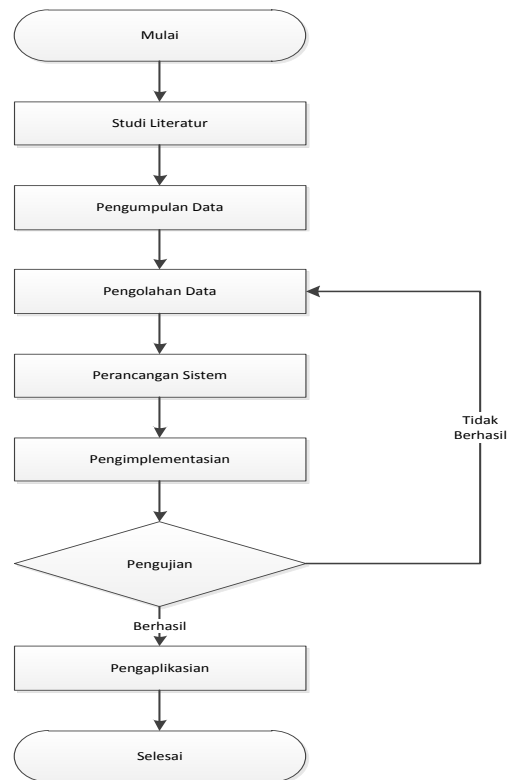 Mulai
Studi Literatur
Pengumpulan Data
Pengolahan Data
Perancangan Sistem
Pengimplementasian
Tidak
Berhasil
Pengujian
Berhasil
Pengaplikasian
Selesai